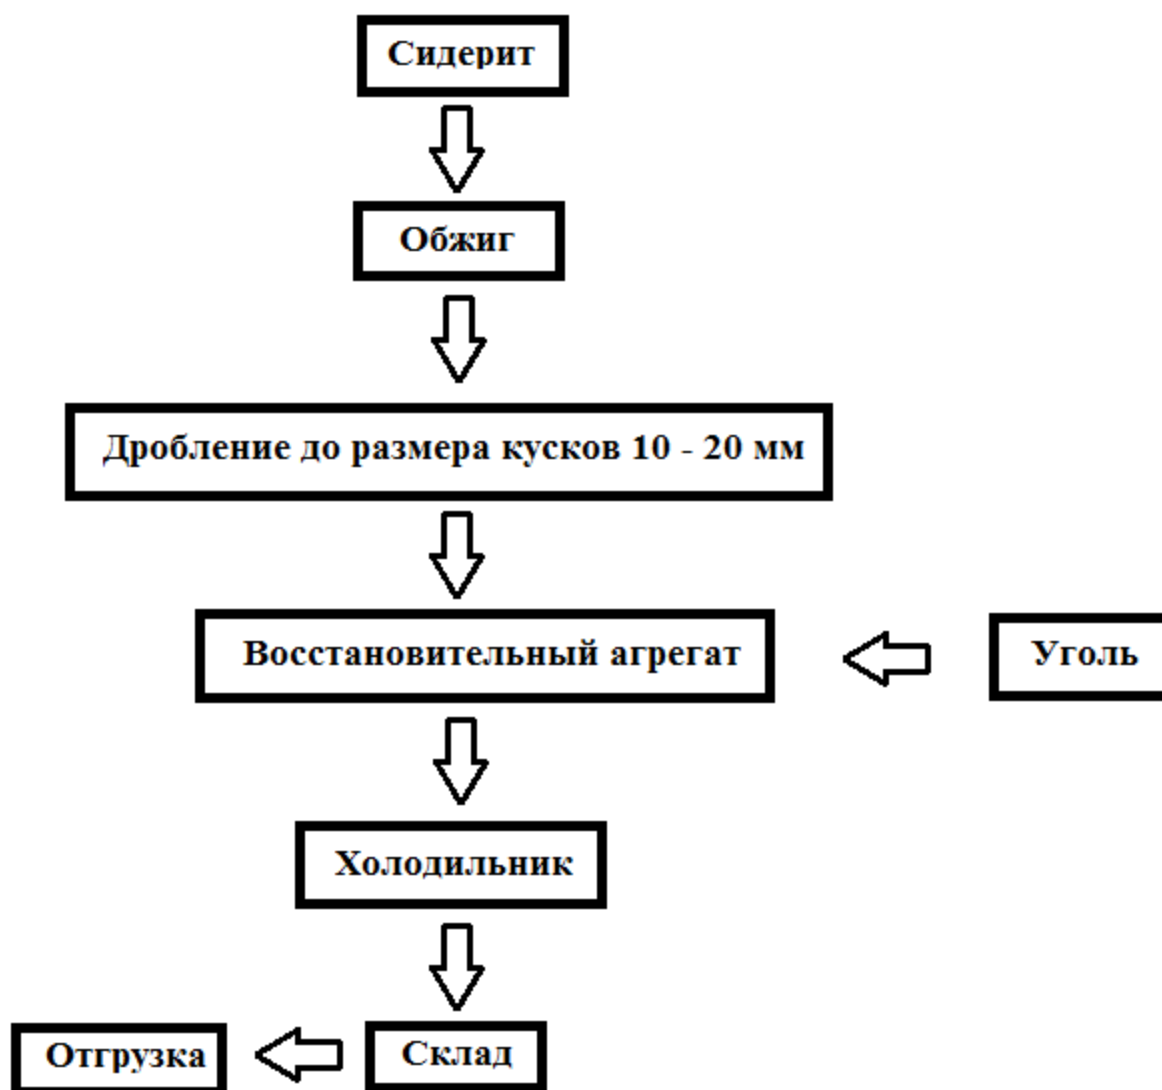 Сидерит
Обжиг
Дробление до размера кусков 10 - 20 мм
Восстановительный агрегат
Уголь
Холодильник
Отгрузка
Склад